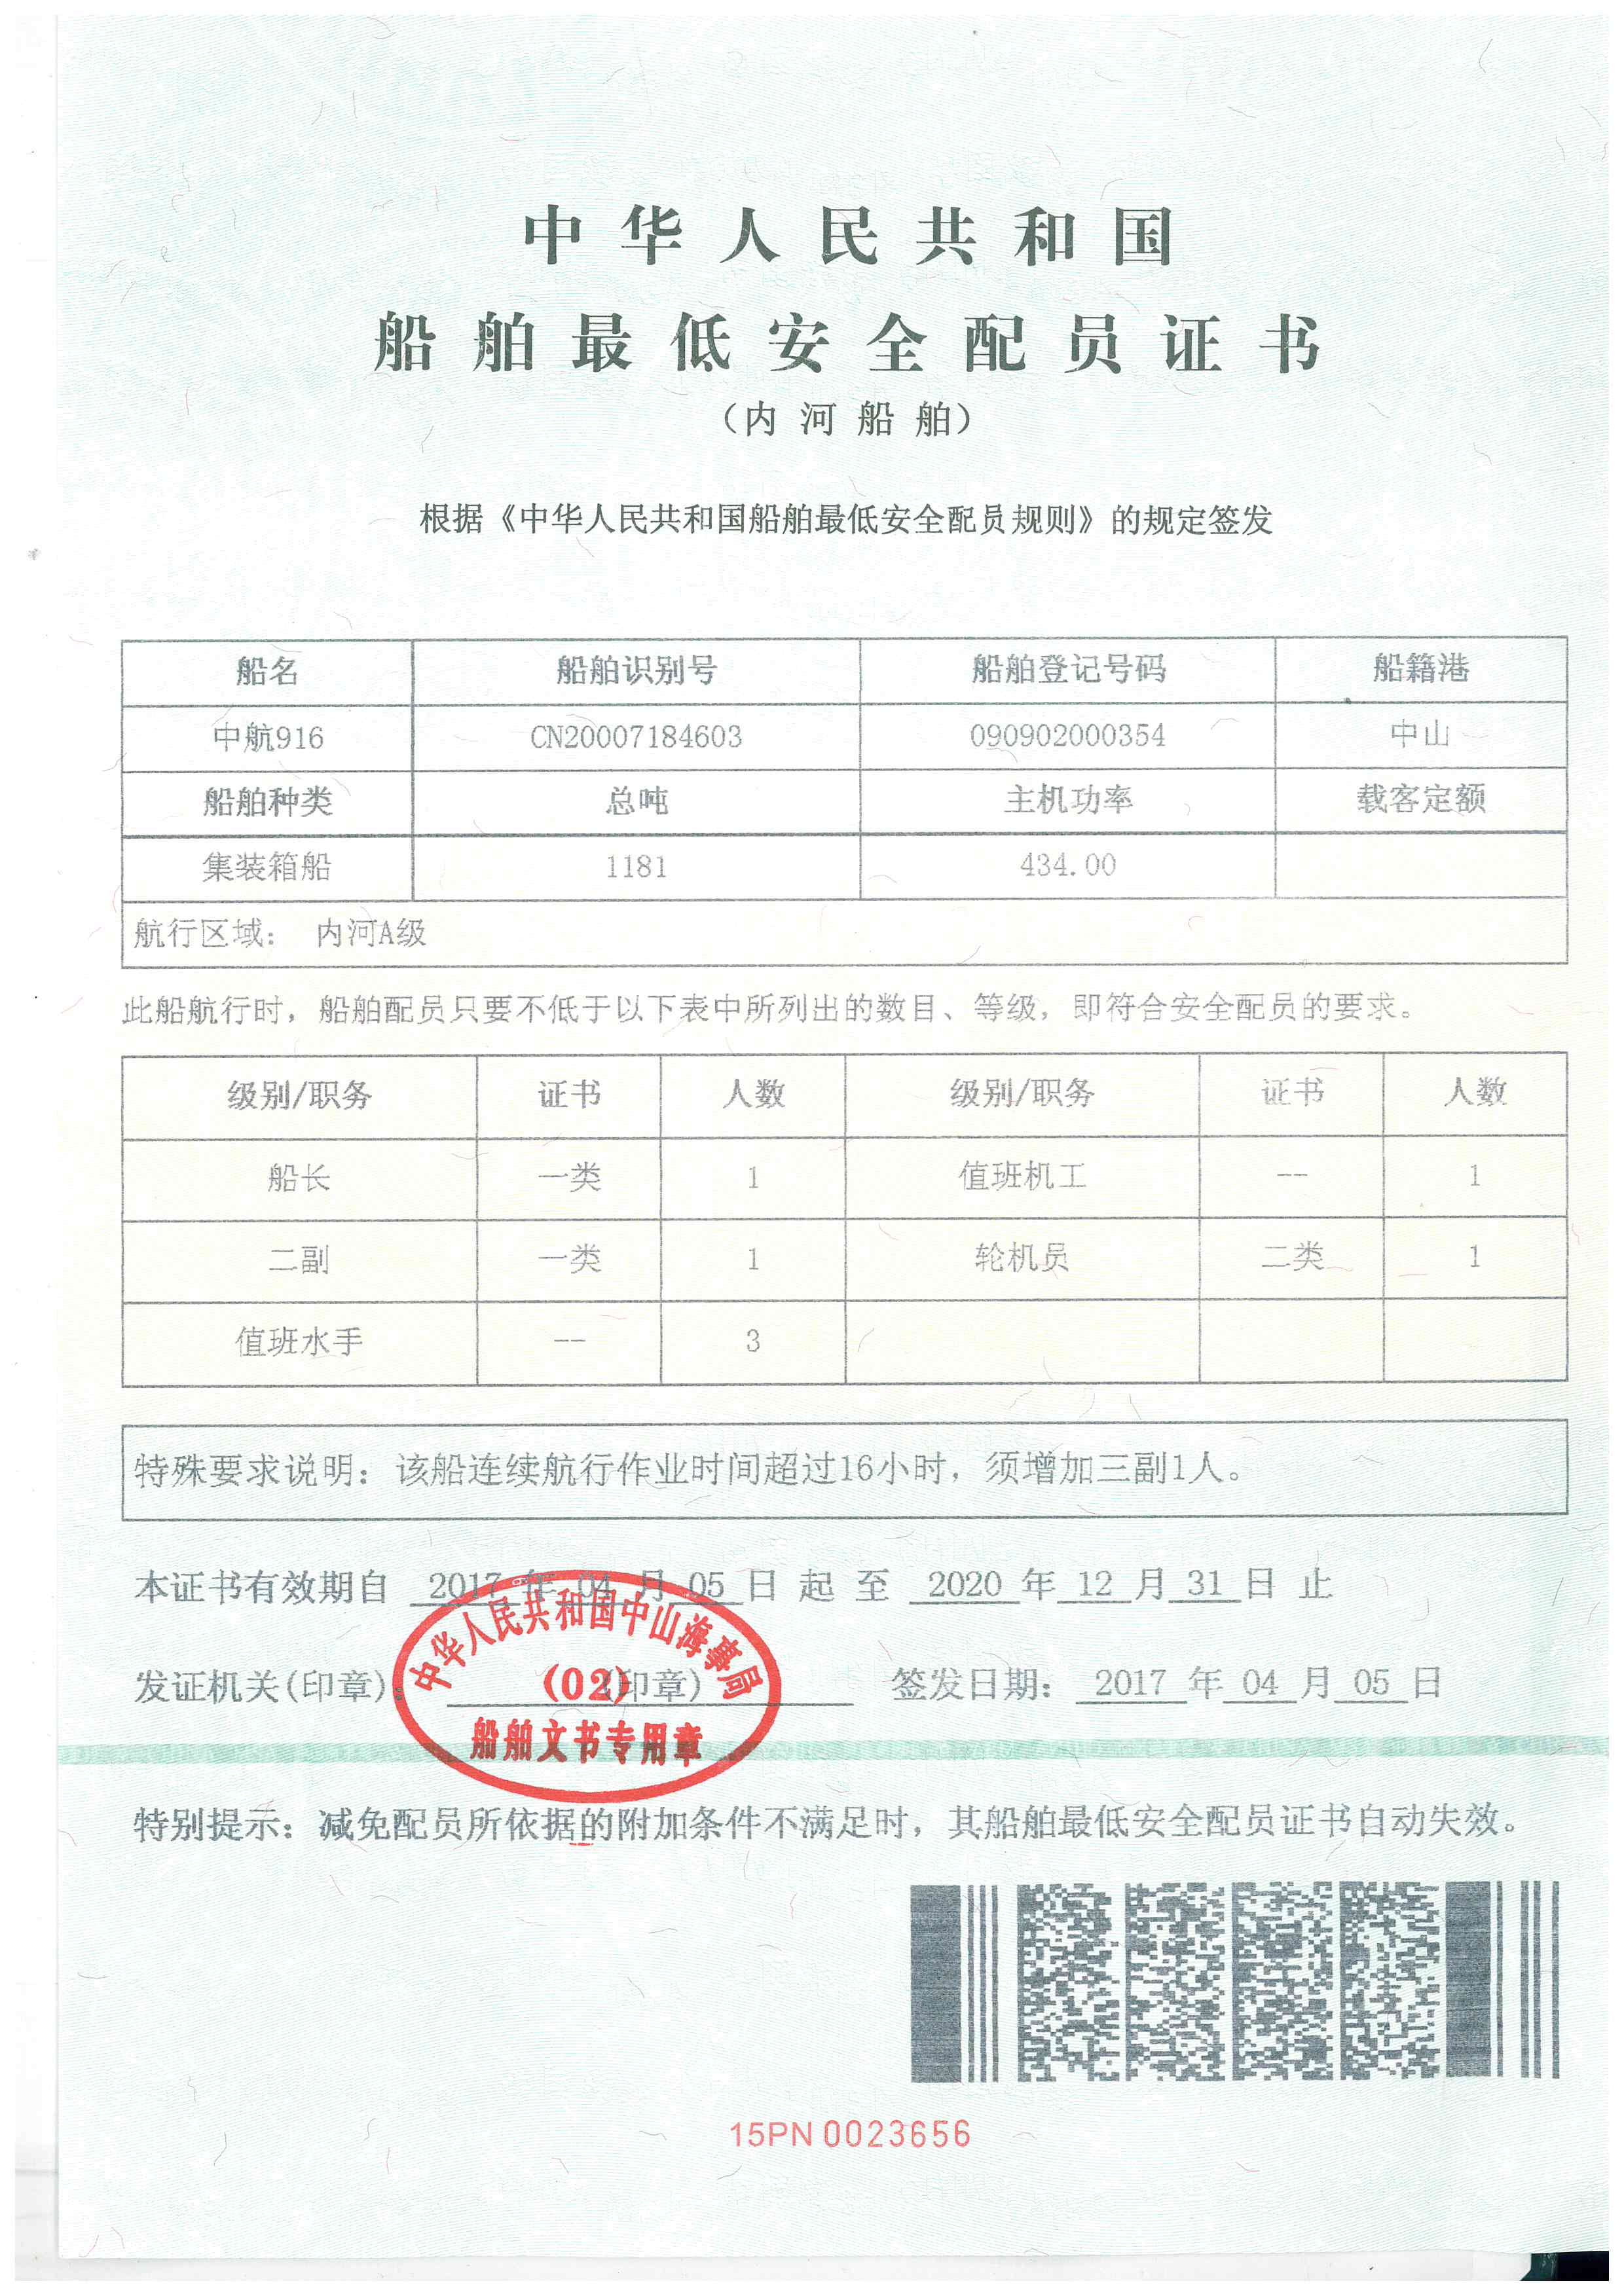 中华人民共和国
船舶最低安全配员证书
（内河船舶）
根据《中华人民共和国船舶最低安全配员规则》的规定签发
船名 船舶识别号 船舶登记号码 船籍港
中航916 CN20007184603 090902000354 中山
船舶种类 总吨 主机功率 载客定额
集装箱船 1181 434.00
航行区域： 内河A级
此船航行时，船舶配员只要不低于以下表中所列出的数目、等级，即符合安全配员的要求。
级别/职务 证书 人数 级别/职务 证书 人数
船长 一类 1 值班机工 -- 1
二副 一类 1 轮机员 二类 1
值班水手 -- 3
特殊要求说明：该船连续航行作业时间超过16小时，须增加三副1人。
本证书有效期自 2017 年 04 月 05 日 起 至 2020 年 12 月 31 日 止
中华人民共和国中山海事局
发证机关(印章): (02) (印章) 签发日期： 2017 年 04 月 05 日
船舶文书专用章
特别提示：减免配员所依据的附加条件不满足时，其船舶最低安全配员证书自动失效。
15PN 0023656